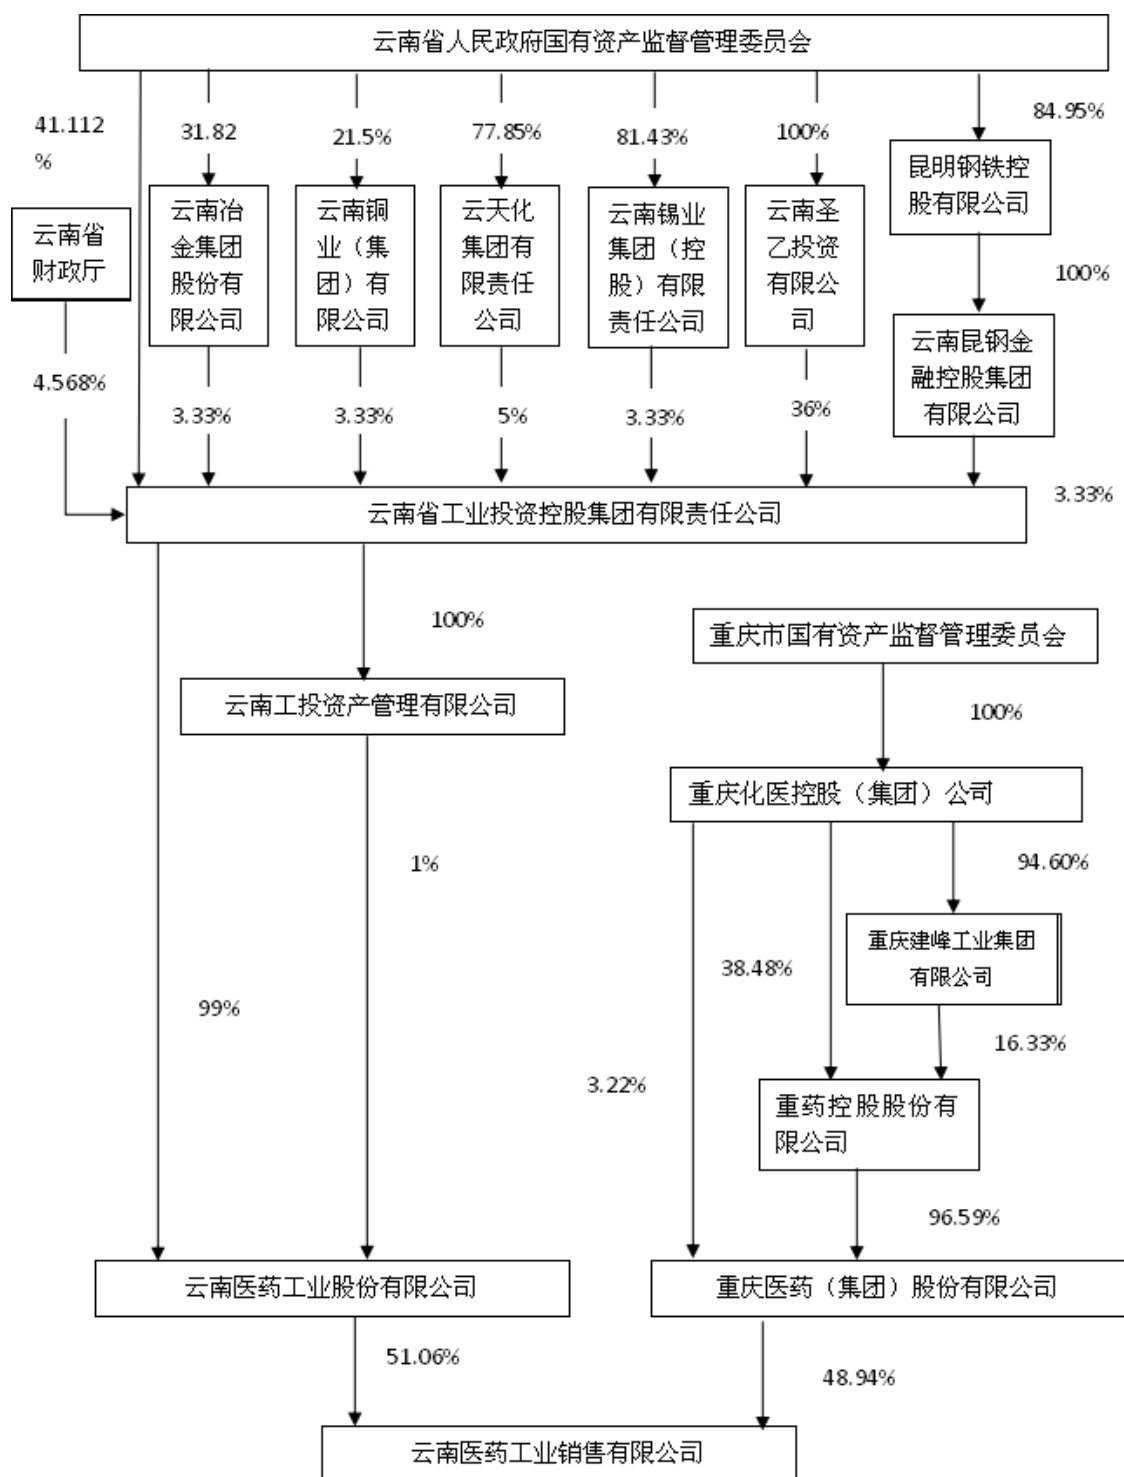 云南省人民政府国有资产监督管理委员会
41.112
%
31.82
21.5%
77.85%
81.43%
100%
84.95%
云南省
财政厅
云南冶
金集团
股份有
限公司
云南铜
业（集
团）有
限公司
云天化
集团有
限责任
公司
云南锡业
集团（控
股）有限
责任公司
云南圣
乙投资
有限公
司
昆明钢铁控
股有限公司
100%
云南昆钢金
融控股集团
有限公司
4.568%
3.33%
3.33%
5%
3.33%
36%
3.33%
云南省工业投资控股集团有限责任公司
100%
重庆市国有资产监督管理委员会
云南工投资产管理有限公司
100%
重庆化医控股（集团）公司
1%
94.60%
重庆建峰工业集团
有限公司
38.48%
99%
16.33%
3.22%
重药控股股份有
限公司
96.59%
云南医药工业股份有限公司
重庆医药（集团）股份有限公司
51.06%
48.94%
云南医药工业销售有限公司